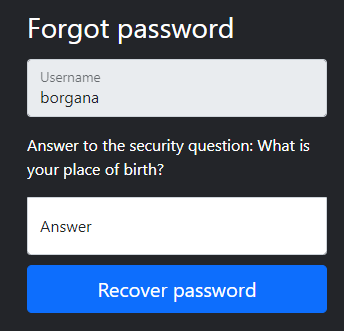 Forgot password
Username
borgana
Answer to the security question: What is
your place of birth?
Answer
Recover password